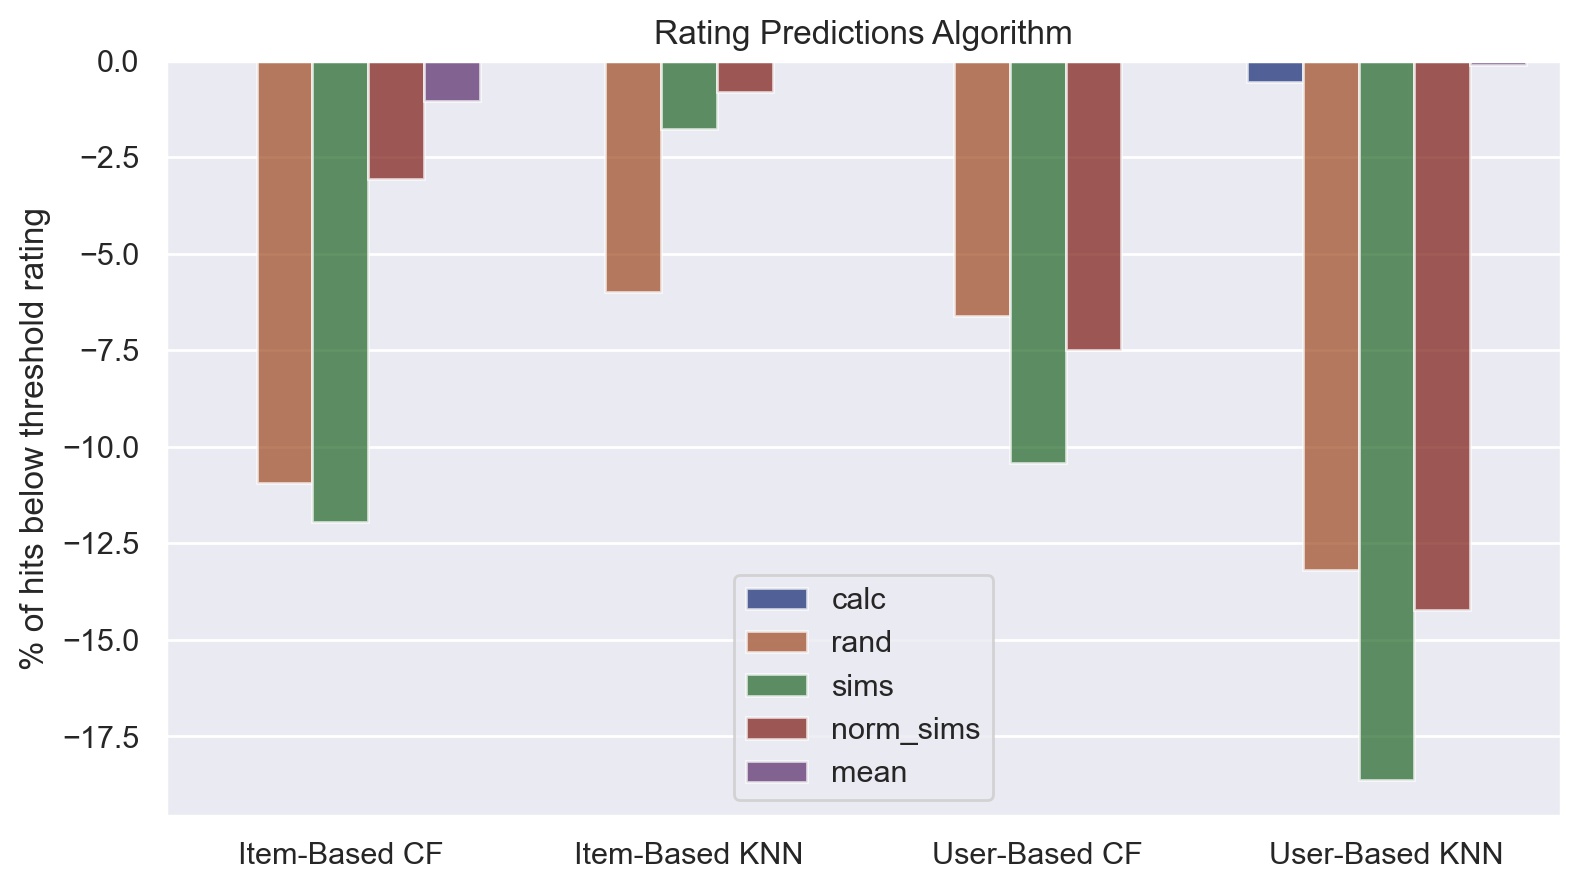 Rating Predictions Algorithm
% of hits below threshold rating
0.0
−2.5
−5.0
−7.5
−10.0
−12.5
−15.0
−17.5
calc
rand
sims
norm_sims
mean
Item-Based CF
Item-Based KNN
User-Based CF
User-Based KNN